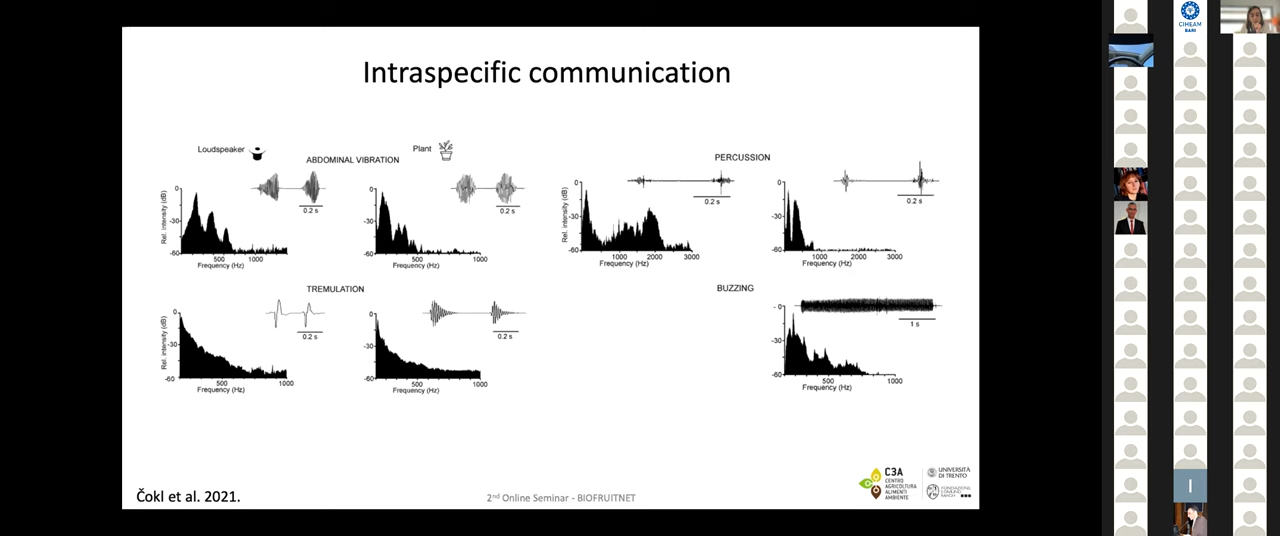 Intraspecific communication
Loudspeaker
Plant
ABDOMINAL VIBRATION
PERCUSSION
Rel. intensity (dB)
0
-30
-60
500
1000
Frequency (Hz)
0.2 s
0
-30
-60
500
1000
Frequency (Hz)
0.2 s
Rel. intensity (dB)
0
-30
-60
1000
2000
3000
Frequency (Hz)
0.2 s
0
-30
-60
1000
2000
3000
Frequency (Hz)
0.2 s
TREMULATION
BUZZING
Rel. intensity (dB)
0
-30
-60
500
1000
Frequency (Hz)
0.2 s
0
-30
-60
500
1000
Frequency (Hz)
0.2 s
0
-30
-60
500
1000
Frequency (Hz)
1 s
Čokl et al. 2021.
2nd Online Seminar - BIOFRUITNET
C3A
CENTRO
AGRICOLTURA
ALIMENTI
AMBIENTE
UNIVERSITÀ
DI TRENTO
FONDAZIONE
EDMUND
MACH
CIHEAM
BARI
I